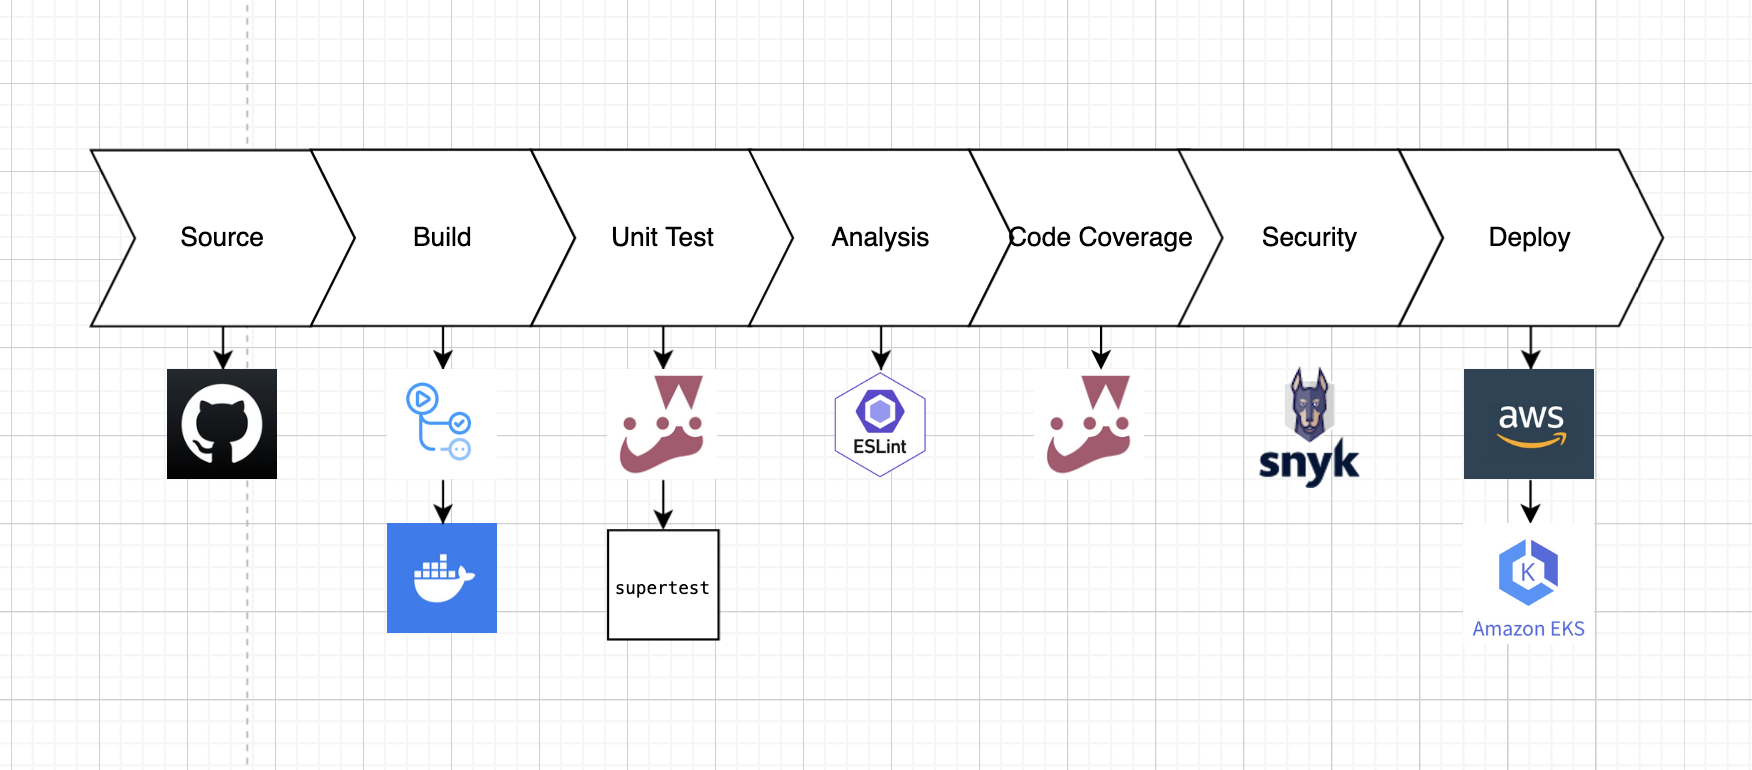 Source
Build
Unit Test
Analysis
Code Coverage
Security
Deploy
ESLint
snyk
aws
supertest
K
Amazon EKS